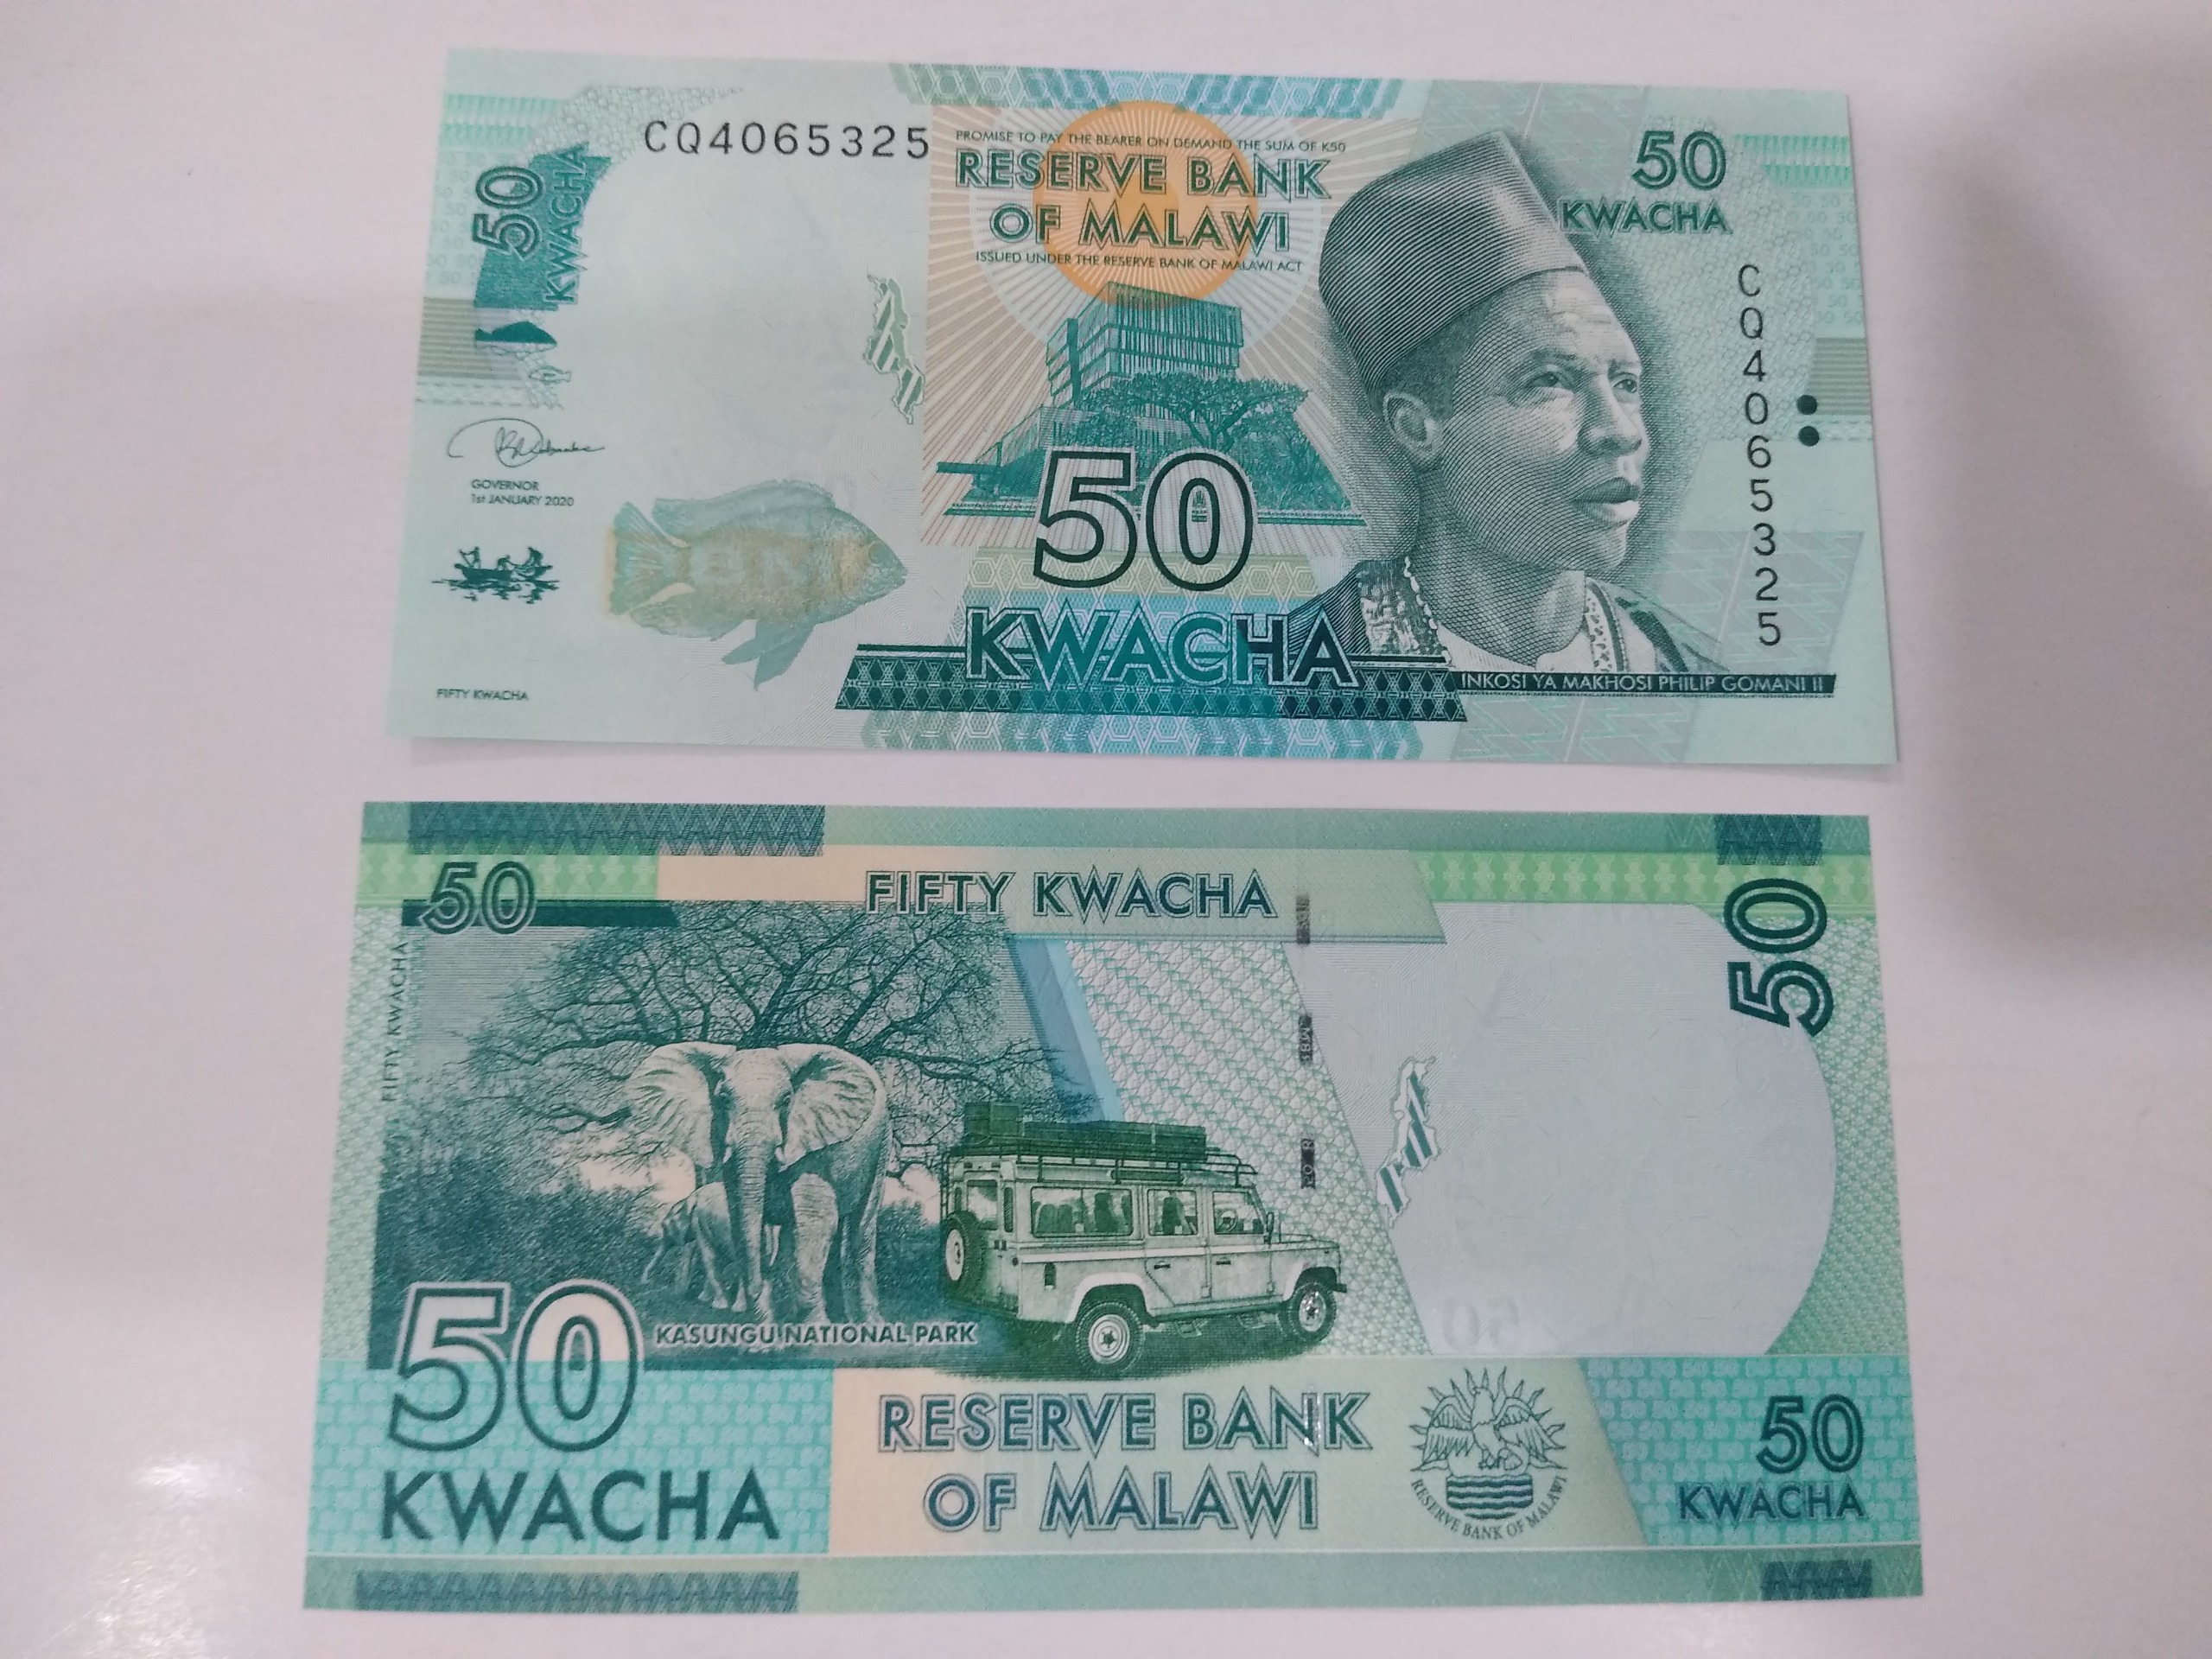 CQ4065325
PROMISE TO PAY THE BEARER ON DEMAND THE SUM OF K50
RESERVE BANK
OF MALAWI
ISSUED UNDER THE RESERVE BANK OF MALAWI ACT
50
KWACHA
50
KWACHA
CQ4065325
GOVERNOR
1st JANUARY 2020
50
KWACHA
INKOSI YA MAKHOSI PHILIP GOMANI II
FIFTY KWACHA
50
FIFTY KWACHA
50
FIFTY KWACHA
KASUNGU NATIONAL PARK
50
KWACHA
RESERVE BANK
OF MALAWI
RESERVE BANK OF MALAWI
50
KWACHA